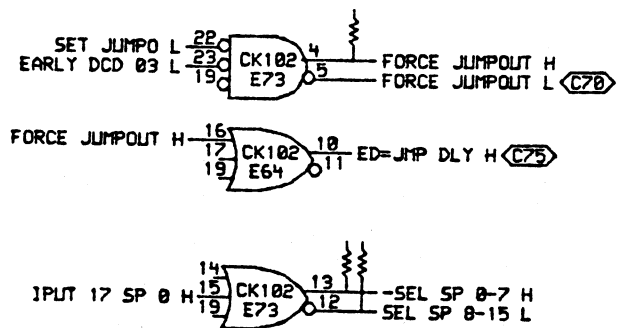 SET JUMPO L 22 4
EARLY DCD 03 L 23 CK102 FORCE JUMPOUT H
19 E73 5 FORCE JUMPOUT L C70
FORCE JUMPOUT H 16 10
17 CK102 11 ED=JMP DLY H C75
19 E64
14 13
IPUT 17 SP 0 H 15 CK102 -SEL SP 0-7 H
19 E73 12 SEL SP 8-15 L